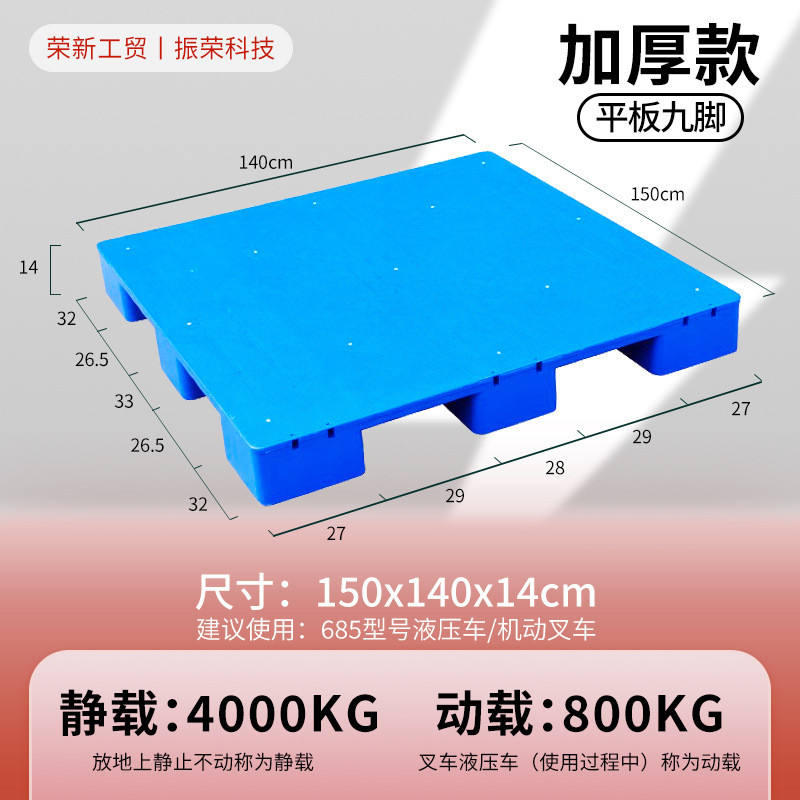 荣新工贸丨振荣科技
加厚款
平板九脚
140cm
150cm
14
32
26.5
33
26.5
32
27
29
28
29
27
尺寸：150x140x14cm
建议使用：685型号液压车/机动叉车
静载：4000KG
动载：800KG
放地上静止不动称为静载
叉车液压车（使用过程中）称为动载